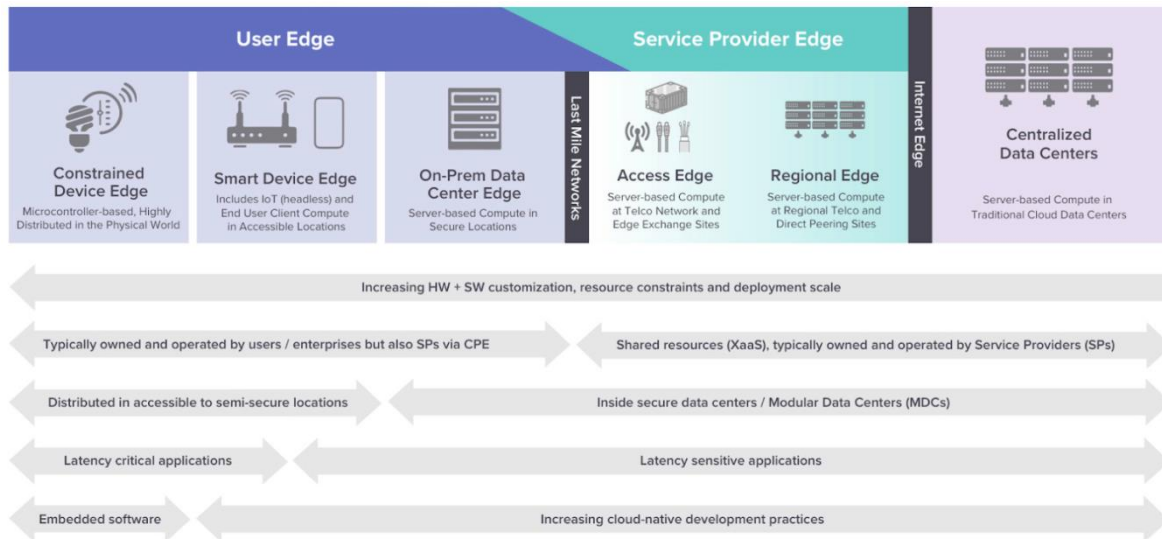 User Edge
Service Provider Edge
Constrained
Device Edge
Microcontroller-based, Highly
Distributed in the Physical World
Smart Device Edge
Includes IoT (headless) and
End User Client Compute
in Accessible Locations
On-Prem Data
Center Edge
Server-based Compute in
Secure Locations
Last Mile Networks
Access Edge
Server-based Compute
at Telco Network and
Edge Exchange Sites
Regional Edge
Server-based Compute
at Regional Telco and
Direct Peering Sites
Internet Edge
Centralized
Data Centers
Server-based Compute in
Traditional Cloud Data Centers
Increasing HW + SW customization, resource constraints and deployment scale
Typically owned and operated by users / enterprises but also SPs via CPE
Shared resources (XaaS), typically owned and operated by Service Providers (SPs)
Distributed in accessible to semi-secure locations
Inside secure data centers / Modular Data Centers (MDCs)
Latency critical applications
Latency sensitive applications
Embedded software
Increasing cloud-native development practices